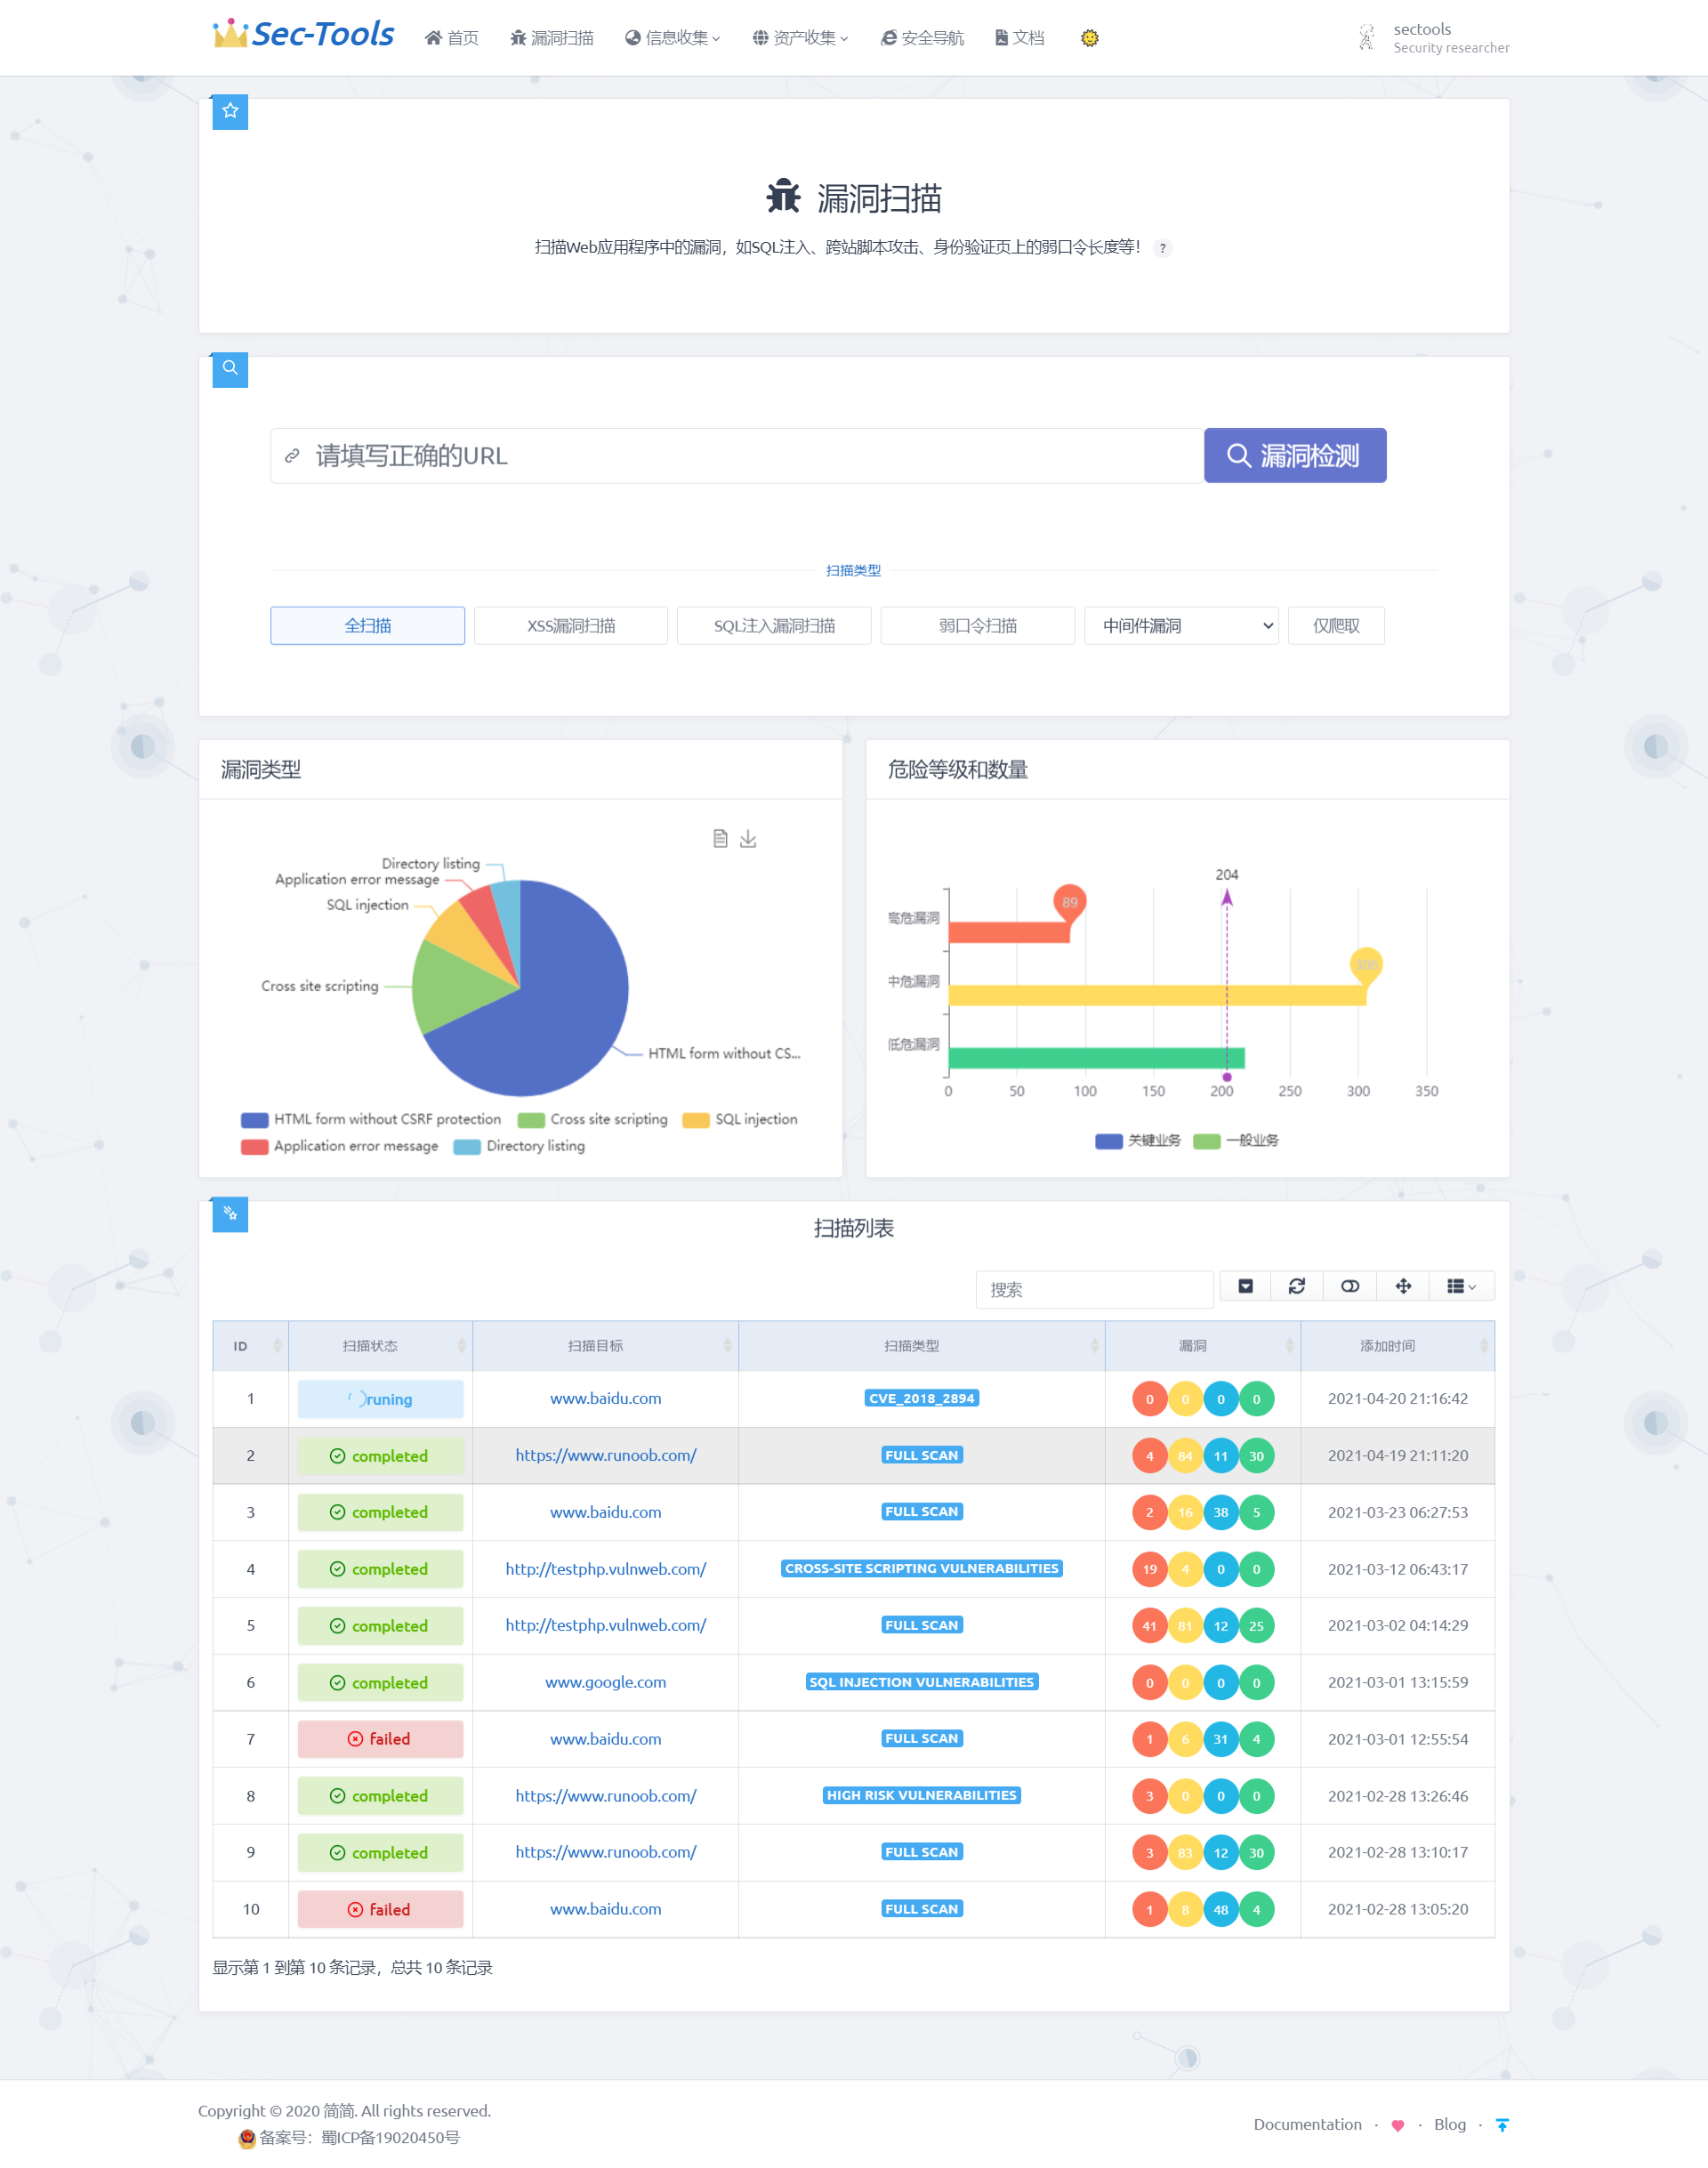 Sec-Tools 首页 漏洞扫描 信息收集 资产收集 安全导航 文档
sectools
Security researcher
漏洞扫描
扫描Web应用程序中的漏洞，如SQL注入、跨站脚本攻击、身份验证页上的弱口令长度等！ ?
请填写正确的URL 漏洞检测
扫描类型
全扫描 XSS漏洞扫描 SQL注入漏洞扫描 弱口令扫描 中间件漏洞 仅爬取
漏洞类型
Directory listing
Application error message
SQL injection
Cross site scripting
HTML form without CS...
HTML form without CSRF protection Cross site scripting SQL injection
Application error message Directory listing
危险等级和数量
204
高危漏洞 89
中危漏洞 306
低危漏洞
0 50 100 150 200 250 300 350
关键业务 一般业务
扫描列表
搜索
ID 扫描状态 扫描目标 扫描类型 漏洞 添加时间
1 runing www.baidu.com CVE_2018_2894 0 0 0 0 2021-04-20 21:16:42
2 completed https://www.runoob.com/ FULL SCAN 4 84 11 30 2021-04-19 21:11:20
3 completed www.baidu.com FULL SCAN 2 16 38 5 2021-03-23 06:27:53
4 completed http://testphp.vulnweb.com/ CROSS-SITE SCRIPTING VULNERABILITIES 19 4 0 0 2021-03-12 06:43:17
5 completed http://testphp.vulnweb.com/ FULL SCAN 41 81 12 25 2021-03-02 04:14:29
6 completed www.google.com SQL INJECTION VULNERABILITIES 0 0 0 0 2021-03-01 13:15:59
7 failed www.baidu.com FULL SCAN 1 6 31 4 2021-03-01 12:55:54
8 completed https://www.runoob.com/ HIGH RISK VULNERABILITIES 3 0 0 0 2021-02-28 13:26:46
9 completed https://www.runoob.com/ FULL SCAN 3 83 12 30 2021-02-28 13:10:17
10 failed www.baidu.com FULL SCAN 1 8 48 4 2021-02-28 13:05:20
显示第 1 到第 10 条记录，总共 10 条记录
Copyright © 2020 简简. All rights reserved.
备案号：蜀ICP备19020450号
Documentation · · Blog ·